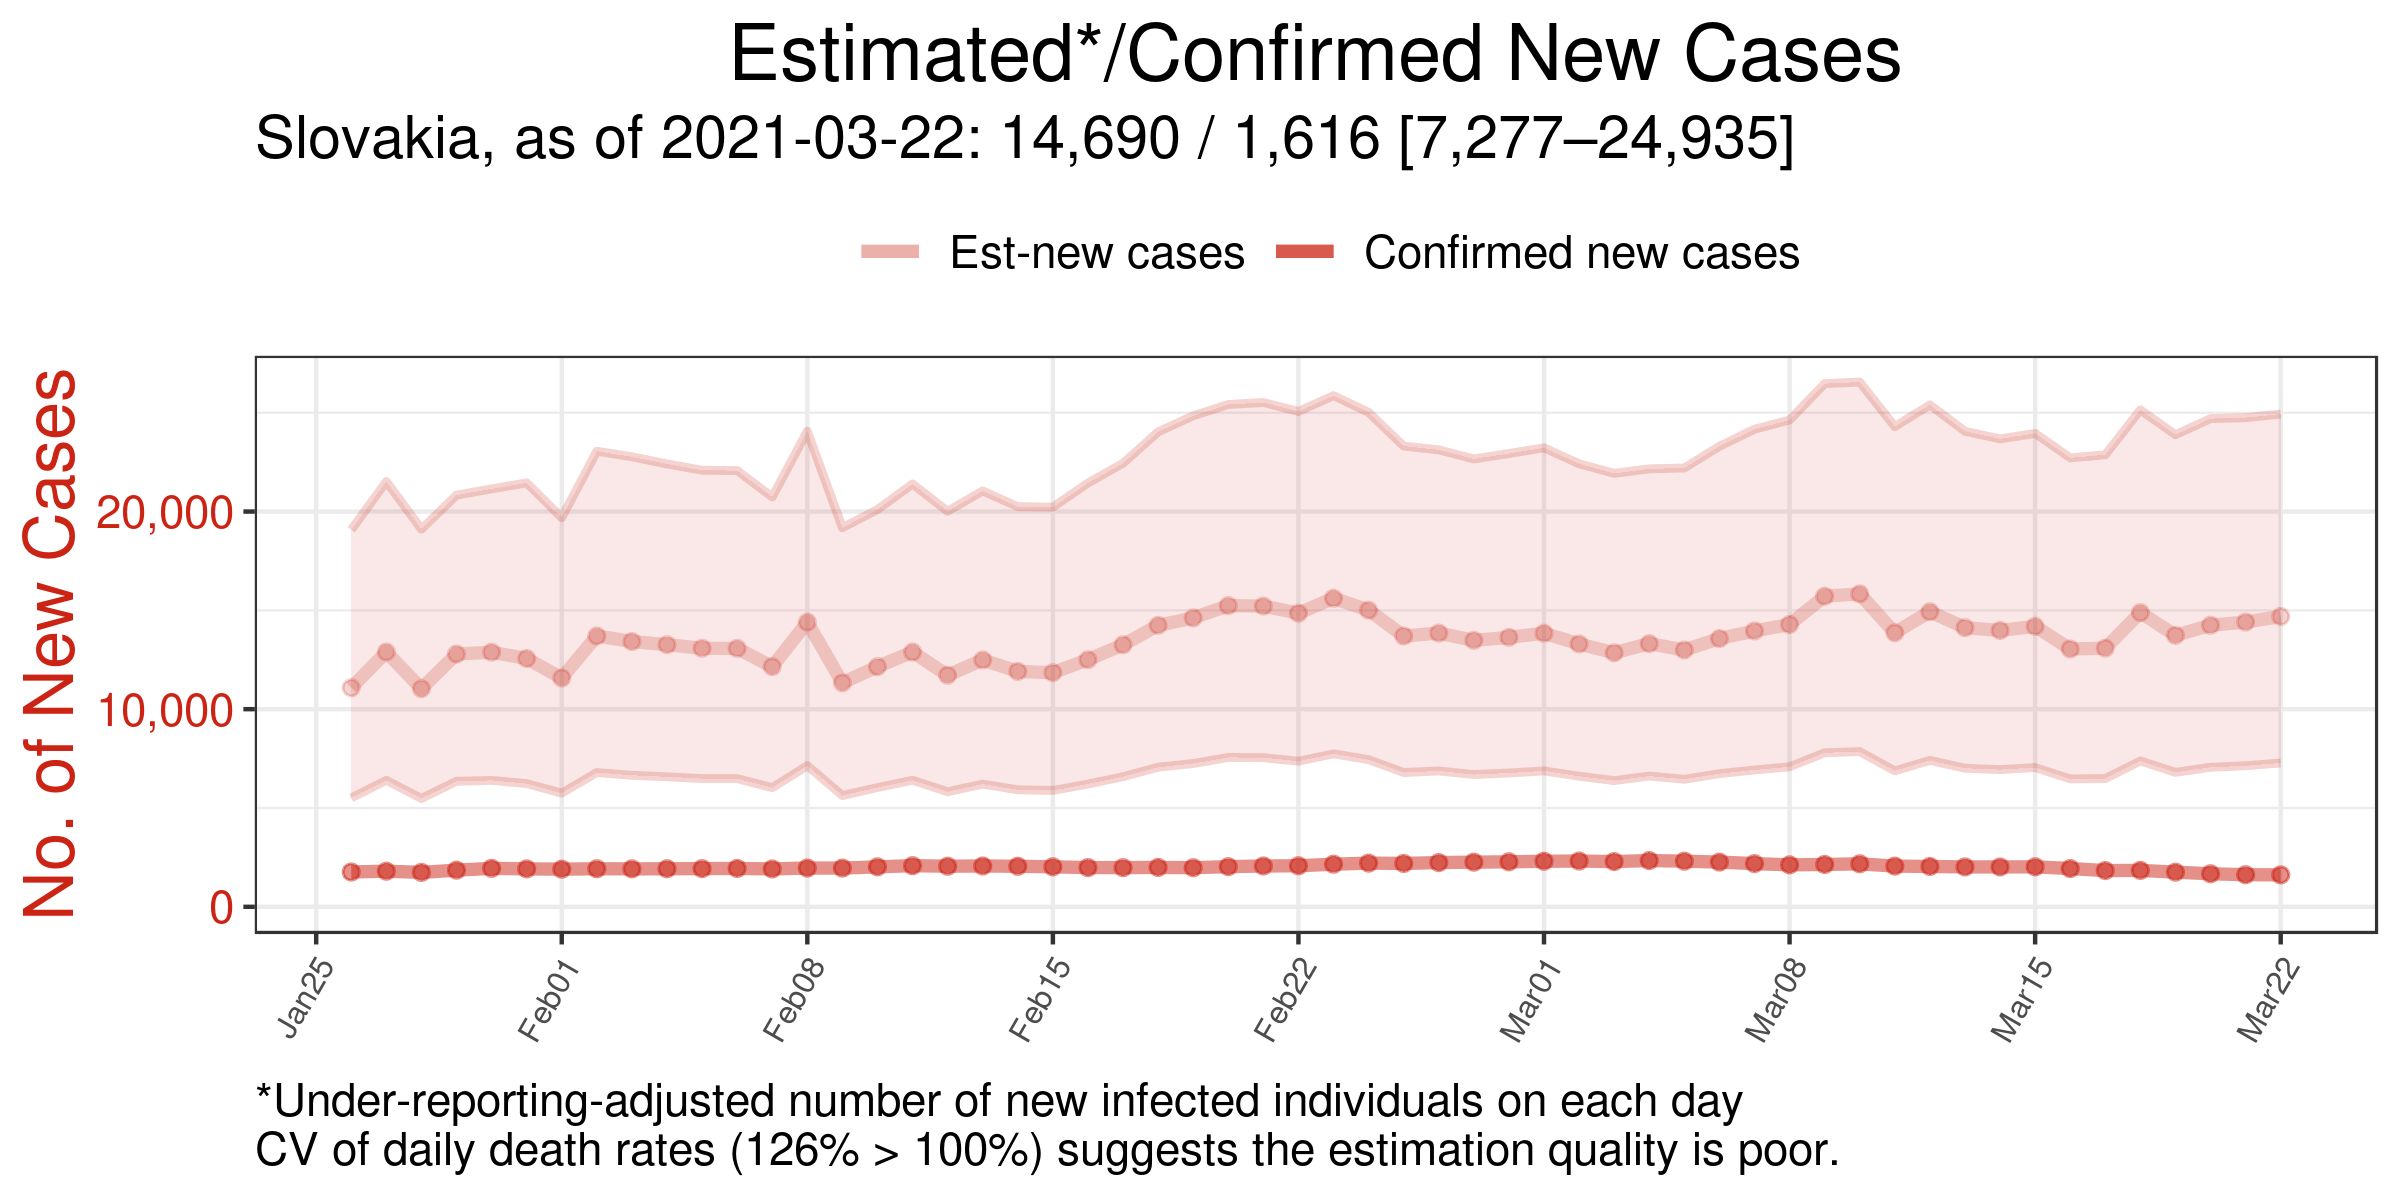 Estimated*/Confirmed New Cases
Slovakia, as of 2021-03-22: 14,690 / 1,616 [7,277–24,935]
Est-new cases
Confirmed new cases
No. of New Cases
20,000
10,000
0
Jan25
Feb01
Feb08
Feb15
Feb22
Mar01
Mar08
Mar15
Mar22
*Under-reporting-adjusted number of new infected individuals on each day
CV of daily death rates (126% > 100%) suggests the estimation quality is poor.